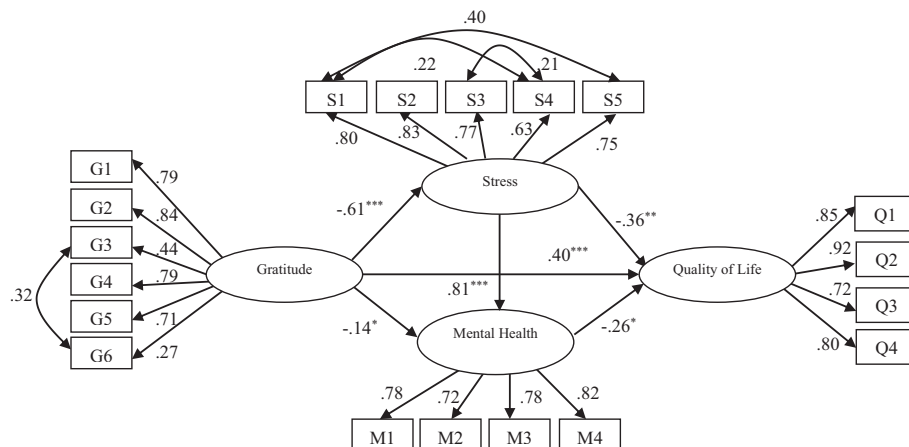 .40
.22 .21
S1 S2 S3 S4 S5
.80 .83 .77 .63 .75
G1 .79
Stress
G2 .84
-.61*** -.36** .85 Q1
G3 .44
.92 Q2
Gratitude .40*** Quality of Life
G4 .79
.32 .81*** .72 Q3
G5 .71
-.14* -.26*
Mental Health .80 Q4
G6 .27
.78 .72 .78 .82
M1 M2 M3 M4